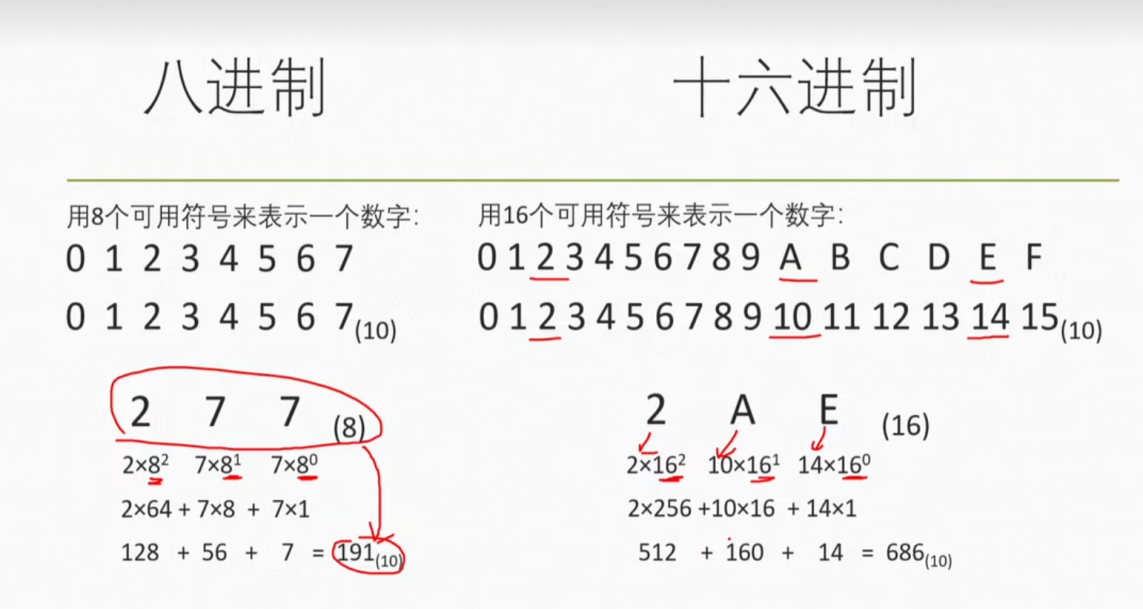 八进制
十六进制
用8个可用符号来表示一个数字:
0 1 2 3 4 5 6 7
0 1 2 3 4 5 6 7(10)
2 7 7 (8)
2×8² 7×8¹ 7×8⁰
2×64 + 7×8 + 7×1
128 + 56 + 7 = 191(10)
用16个可用符号来表示一个数字:
0 1 2 3 4 5 6 7 8 9 A B C D E F
0 1 2 3 4 5 6 7 8 9 10 11 12 13 14 15(10)
2 A E (16)
2×16² 10×16¹ 14×16⁰
2×256 +10×16 + 14×1
512 + 160 + 14 = 686(10)